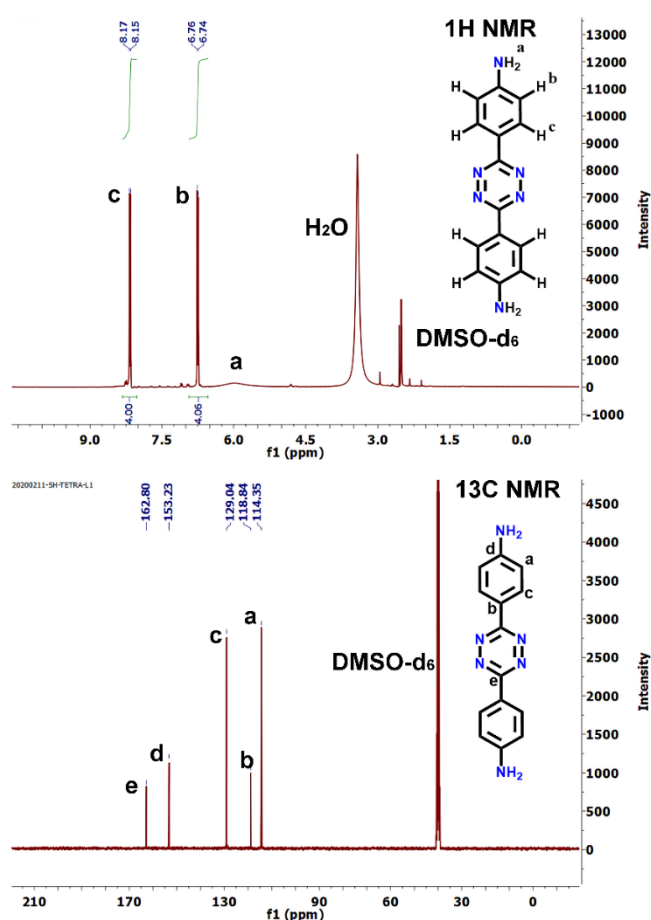 8.17
8.15
6.76
6.74
1H NMR
a
NH2
H H b
H H c
N N
N N
H H
H H
NH2
c
b
a
H₂O
DMSO-d₆
4.00
4.06
13000
12000
11000
10000
9000
8000
7000
6000
5000
4000
3000
2000
1000
0
-1000
Intensity
9.0 7.5 6.0 4.5 3.0 1.5 0.0
f1 (ppm)
20200211-SH-TETRA-L1
162.80
153.23
129.04
118.84
114.35
13C NMR
NH2
d
a
c
b
N N
N N
e
NH2
e
d
c
b
a
DMSO-d₆
4500
4000
3500
3000
2500
2000
1500
1000
500
0
Intensity
210 170 130 90 60 30 0
f1 (ppm)